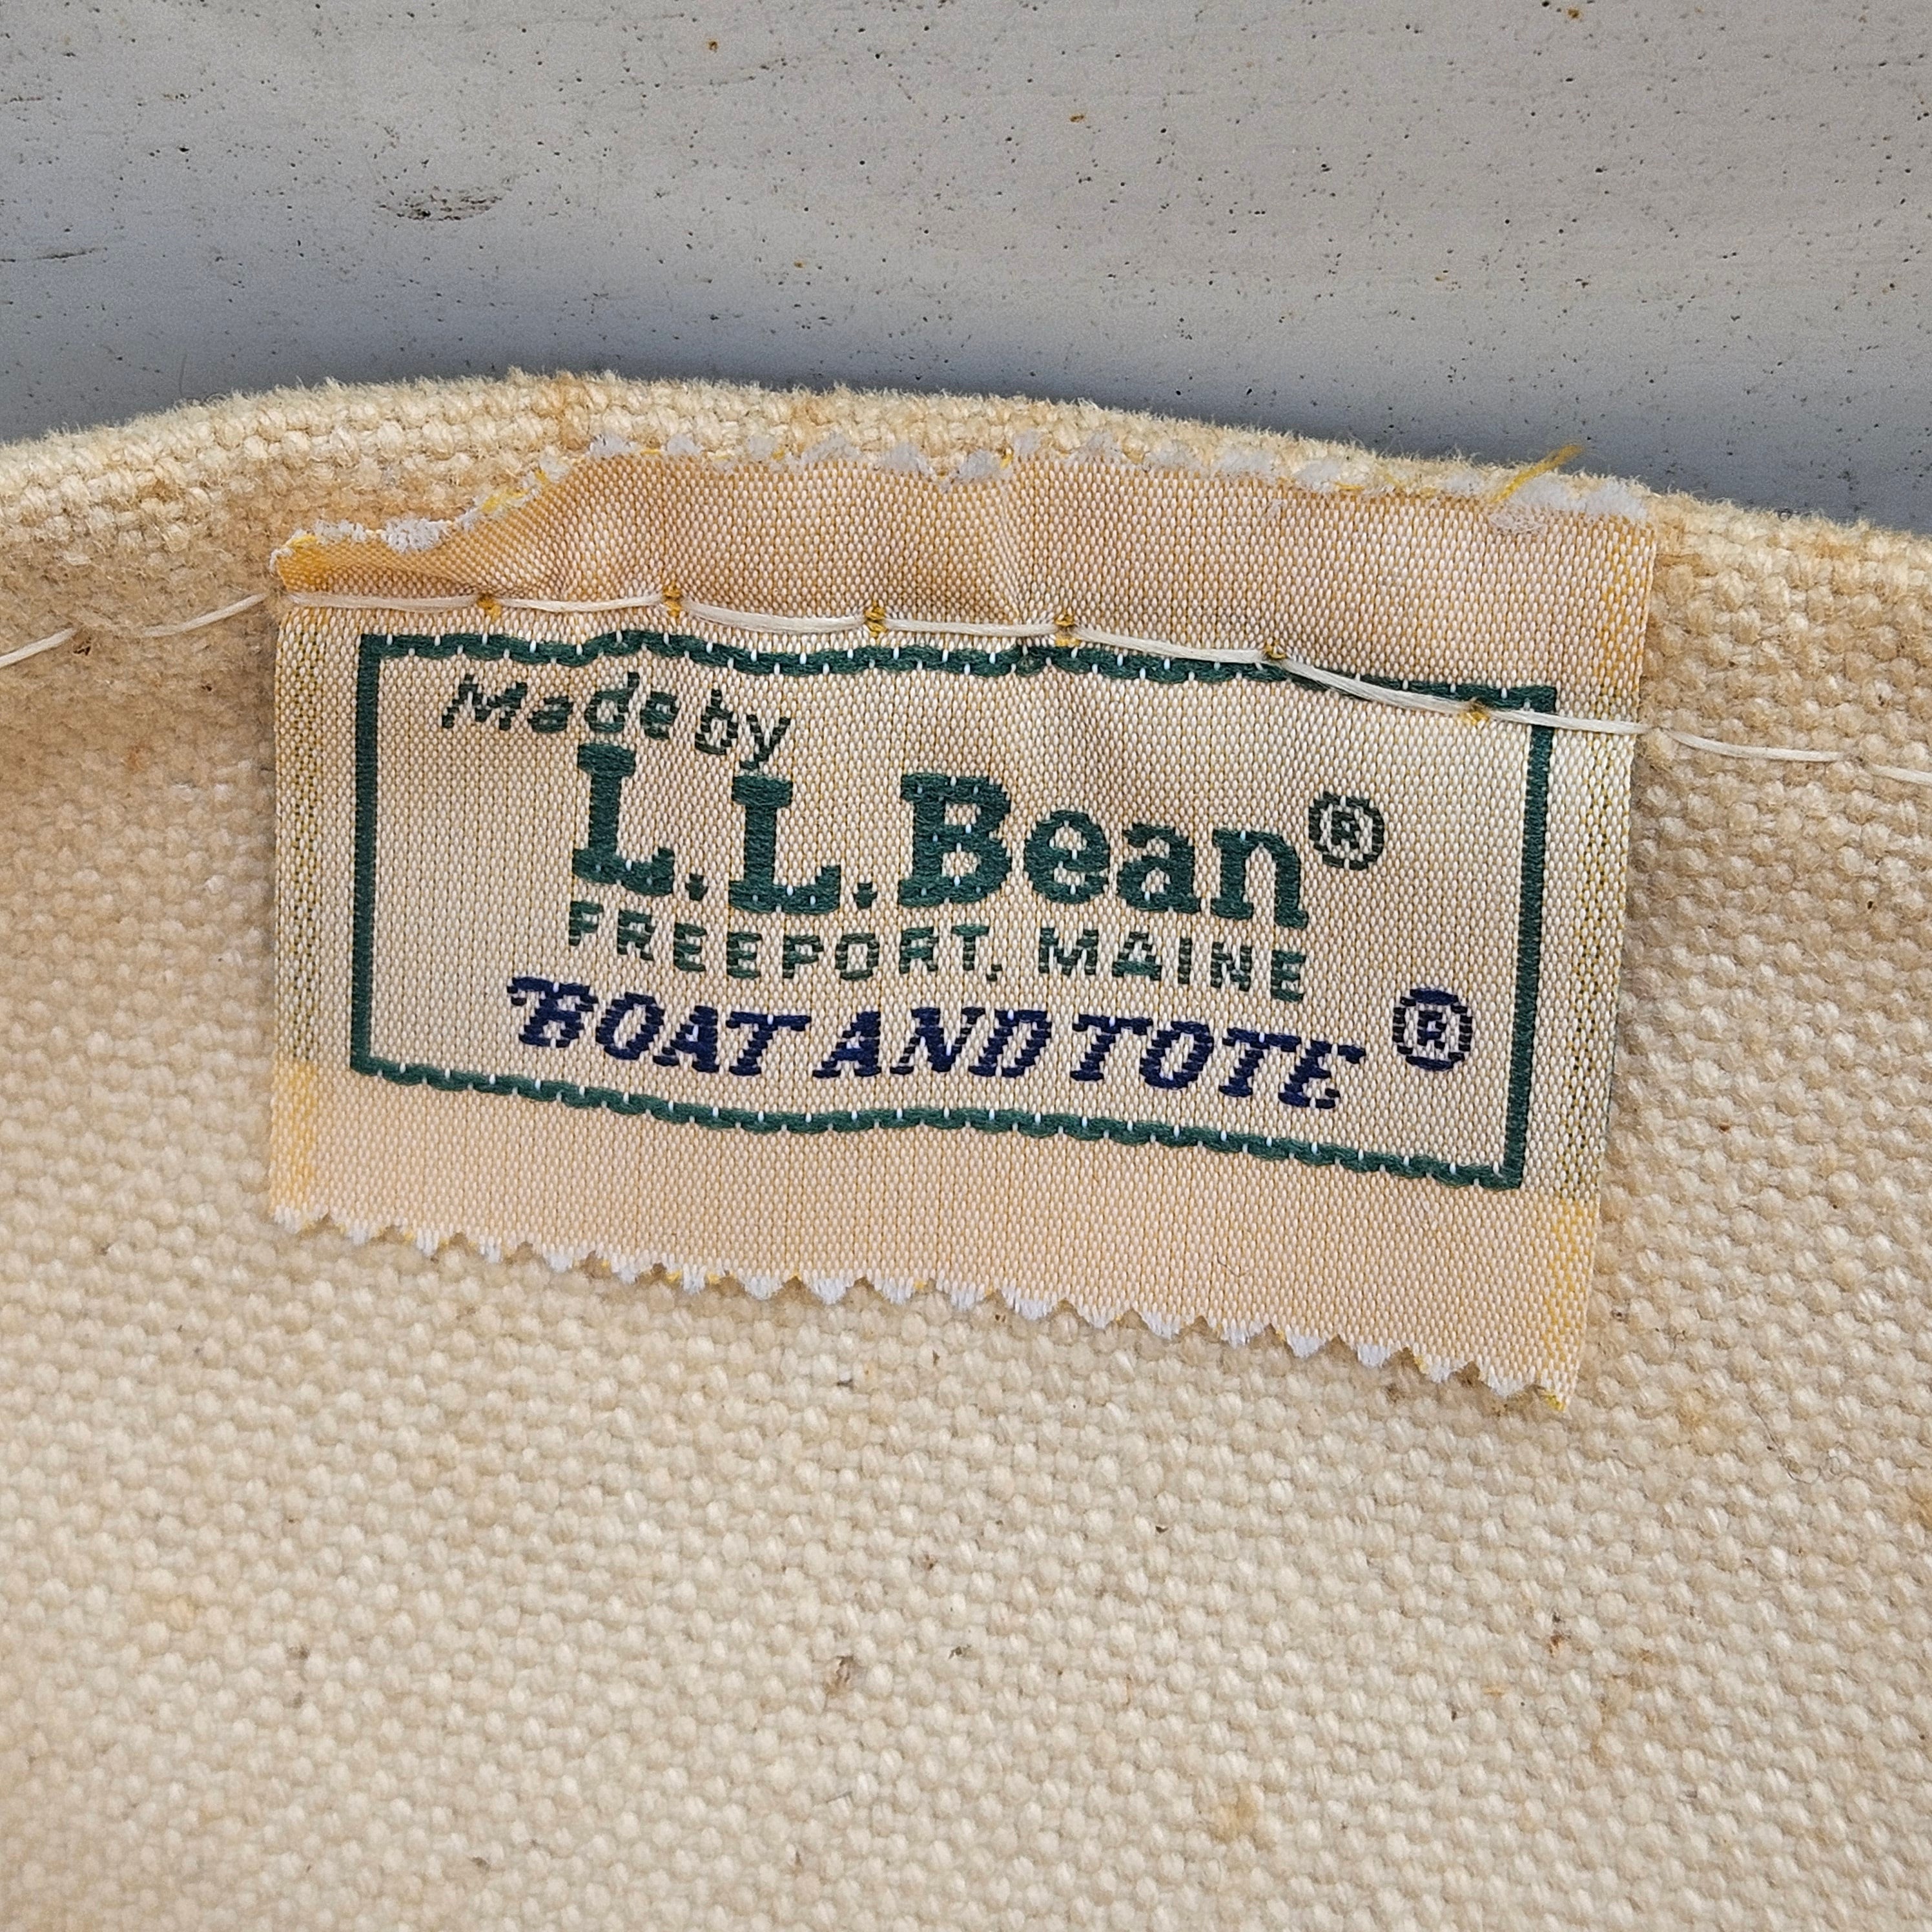 Made by
L.L.Bean®
FREEPORT, MAINE
BOAT AND TOTE ®